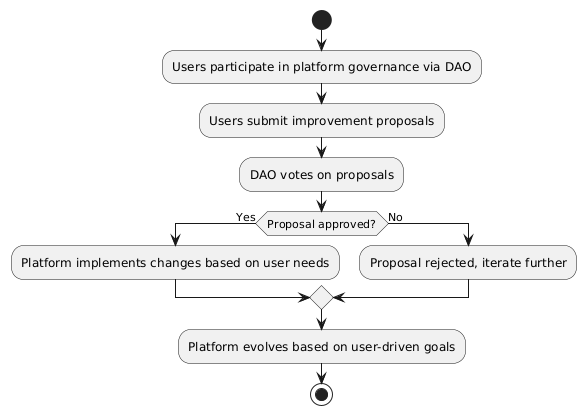 Users participate in platform governance via DAO
Users submit improvement proposals
DAO votes on proposals
Yes
Proposal approved?
No
Platform implements changes based on user needs
Proposal rejected, iterate further
Platform evolves based on user-driven goals